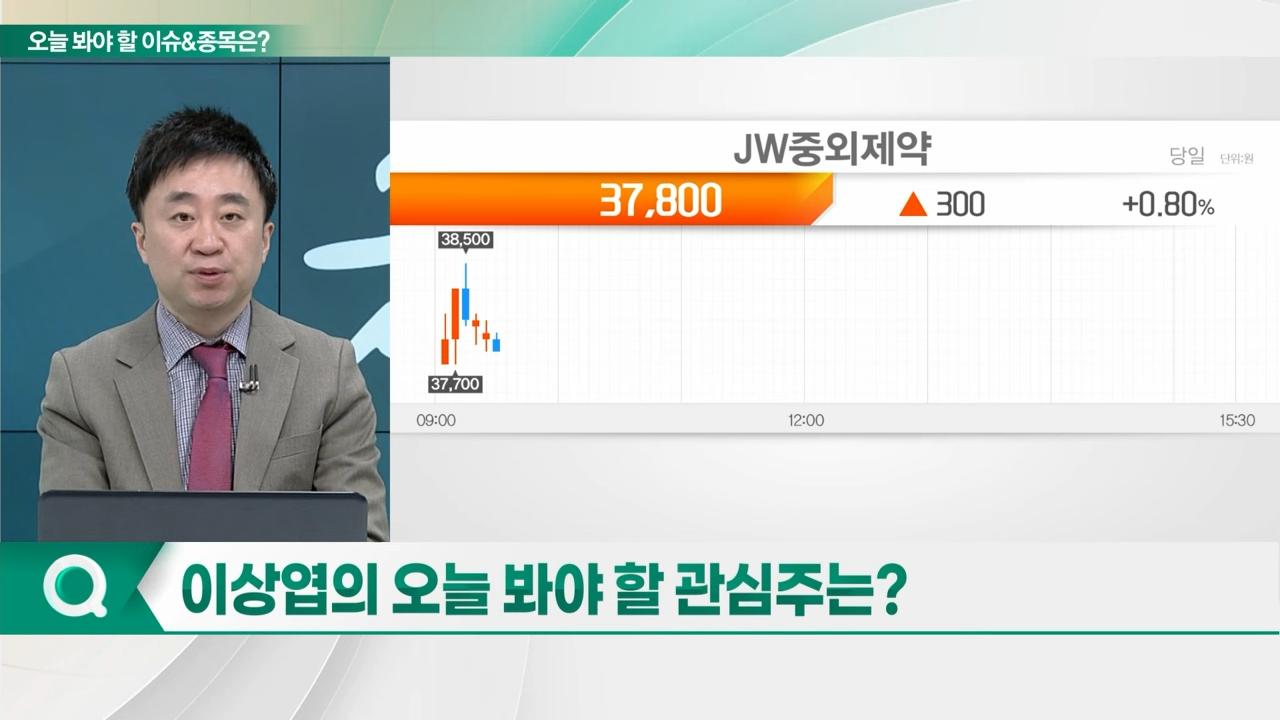 오늘 봐야 할 이슈&종목은?
JW중외제약
당일 단위:원
37,800 ▲ 300 +0.80%
38,500
37,700
09:00 12:00 15:30
이상엽의 오늘 봐야 할 관심주는?